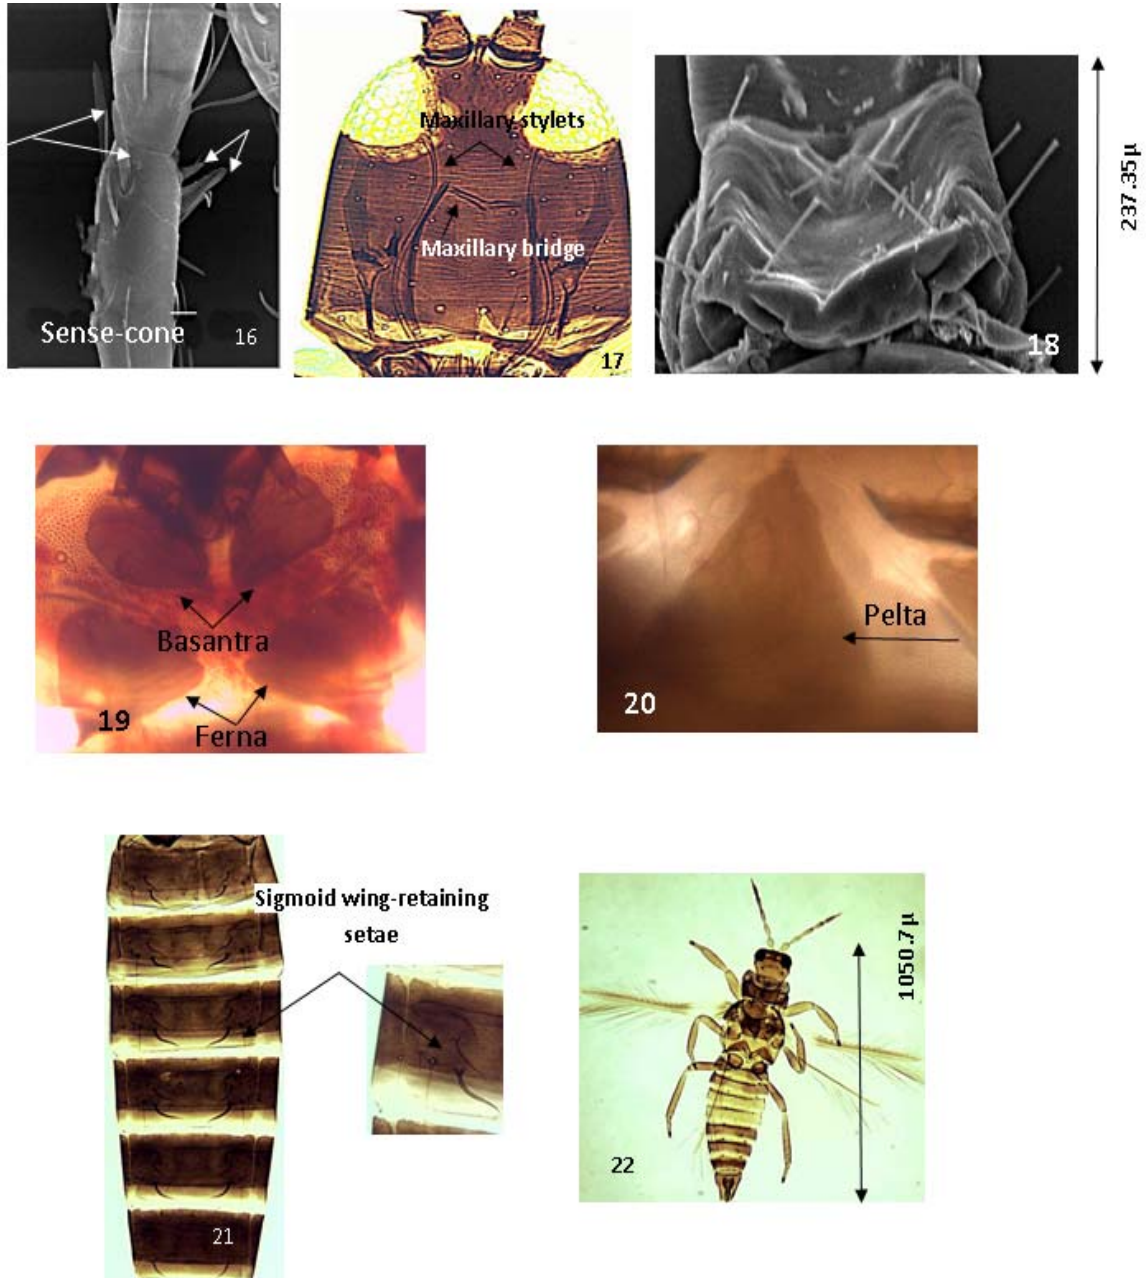 Sense-cone
16
Maxillary stylets
Maxillary bridge
17
18
237.35µ
Basantra
19
Ferna
Pelta
20
Sigmoid wing-retaining
setae
21
1050.7µ
22